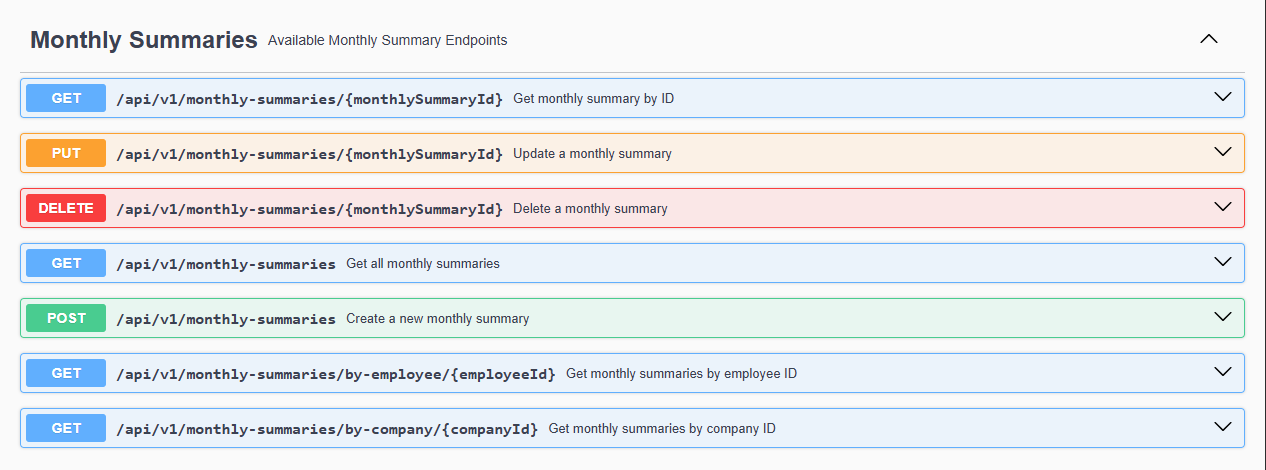 Monthly Summaries Available Monthly Summary Endpoints
GET /api/v1/monthly-summaries/{monthlySummaryId} Get monthly summary by ID
PUT /api/v1/monthly-summaries/{monthlySummaryId} Update a monthly summary
DELETE /api/v1/monthly-summaries/{monthlySummaryId} Delete a monthly summary
GET /api/v1/monthly-summaries Get all monthly summaries
POST /api/v1/monthly-summaries Create a new monthly summary
GET /api/v1/monthly-summaries/by-employee/{employeeId} Get monthly summaries by employee ID
GET /api/v1/monthly-summaries/by-company/{companyId} Get monthly summaries by company ID